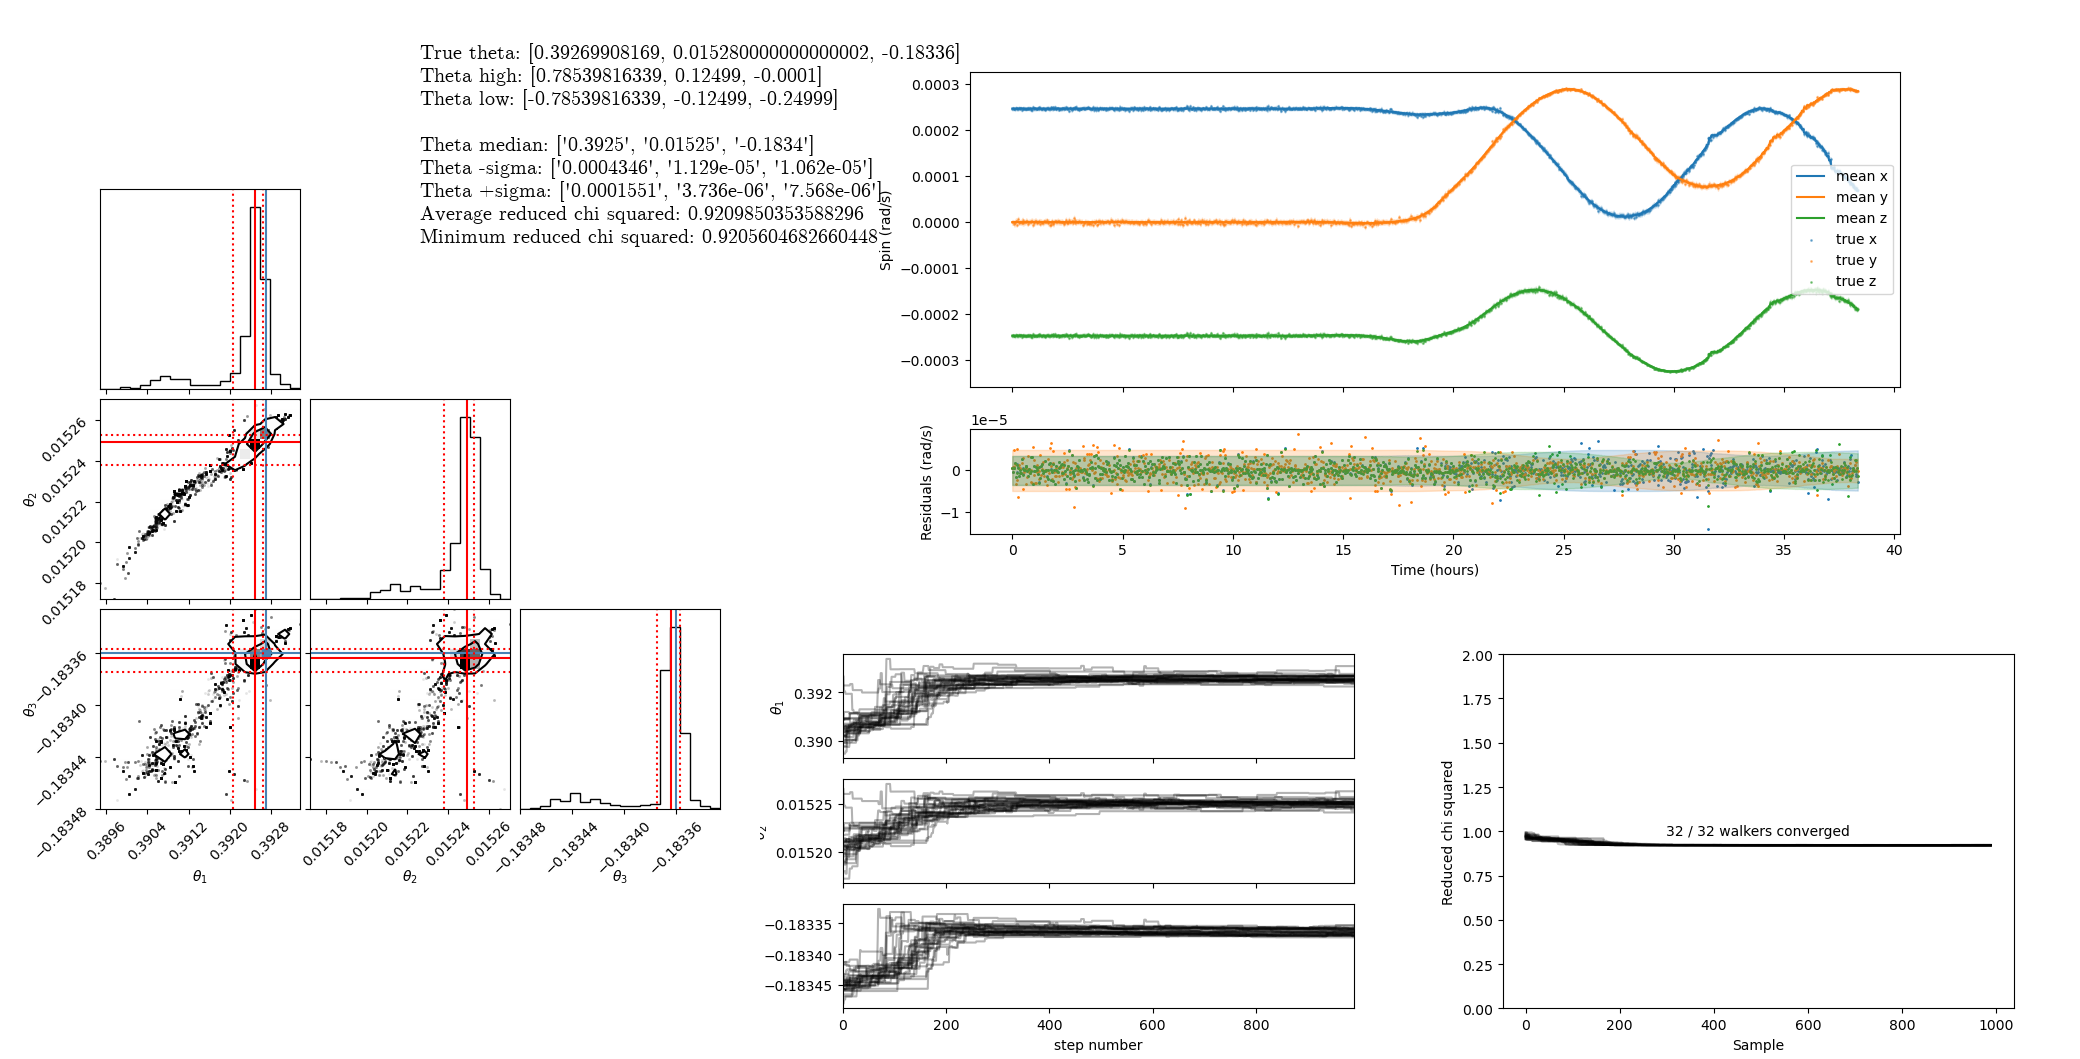 True theta: [0.39269908169, 0.015280000000000002, -0.18336]
Theta high: [0.78539816339, 0.12499, -0.0001]
Theta low: [-0.78539816339, -0.12499, -0.24999]
Theta median: ['0.3925', '0.01525', '-0.1834']
Theta -sigma: ['0.0004346', '1.129e-05', '1.062e-05']
Theta +sigma: ['0.0001551', '3.736e-06', '7.568e-06']
Average reduced chi squared: 0.9209850353588296
Minimum reduced chi squared: 0.9205604682660448
0.0003
0.0002
0.0001
0.0000
−0.0001
−0.0002
−0.0003
Spin (rad/s)
mean x
mean y
mean z
true x
true y
true z
1e−5
0
−1
Residuals (rad/s)
0 5 10 15 20 25 30 35 40
Time (hours)
0.01526
0.01524
0.01522
0.01520
0.01518
θ2
−0.18336
−0.18340
−0.18344
−0.18348
θ3
0.3896 0.3904 0.3912 0.3920 0.3928
θ1
0.01518 0.01520 0.01522 0.01524 0.01526
θ2
−0.18348 −0.18344 −0.18340 −0.18336
θ3
0.392
0.390
θ1
0.01525
0.01520
−0.18335
−0.18340
−0.18345
0 200 400 600 800
step number
2.00
1.75
1.50
1.25
1.00
0.75
0.50
0.25
0.00
Reduced chi squared
32 / 32 walkers converged
0 200 400 600 800 1000
Sample